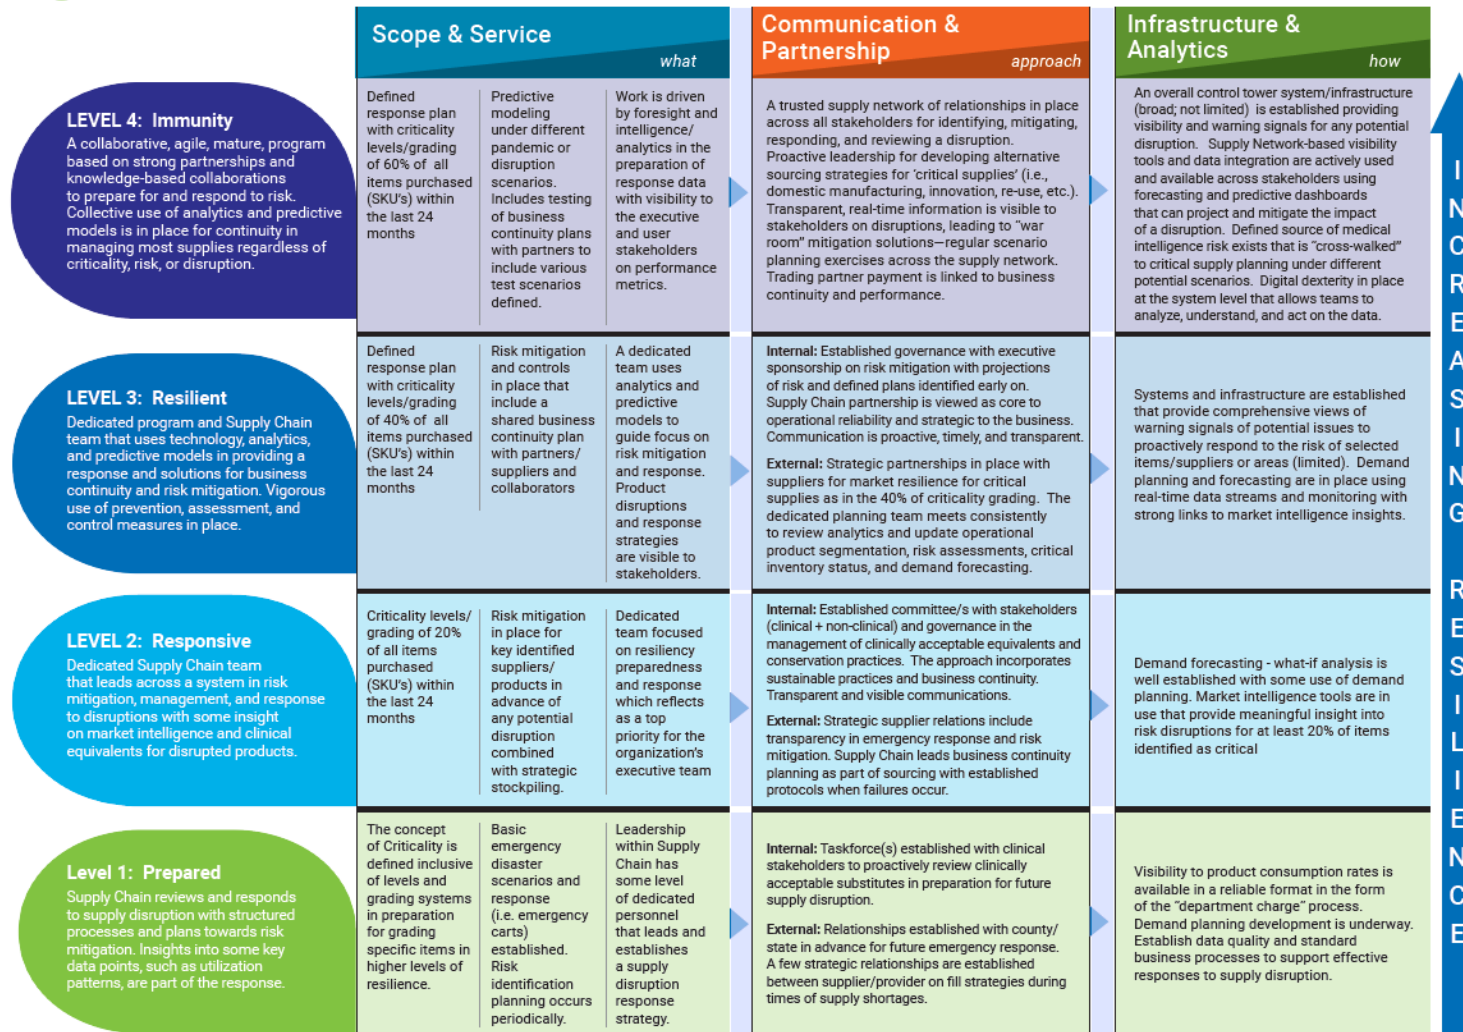 Scope & Service
what
Communication &
Partnership
approach
Infrastructure &
Analytics
how
LEVEL 4: Immunity
A collaborative, agile, mature, program
based on strong partnerships and
knowledge-based collaborations
to prepare for and respond to risk.
Collective use of analytics and predictive
models is in place for continuity in
managing most supplies regardless of
criticality, risk, or disruption.
Defined
response plan
with criticality
levels/grading
of 60% of all
items purchased
(SKU's) within
the last 24
months
Predictive
modeling
under different
pandemic or
disruption
scenarios.
Includes testing
of business
continuity plans
with partners to
include various
test scenarios
defined.
Work is driven
by foresight and
intelligence/
analytics in the
preparation of
response data
with visibility to
the executive
and user
stakeholders
on performance
metrics.
A trusted supply network of relationships in place
across all stakeholders for identifying, mitigating,
responding, and reviewing a disruption.
Proactive leadership for developing alternative
sourcing strategies for 'critical supplies' (i.e.,
domestic manufacturing, innovation, re-use, etc.).
Transparent, real-time information is visible to
stakeholders on disruptions, leading to "war
room" mitigation solutions—regular scenario
planning exercises across the supply network.
Trading partner payment is linked to business
continuity and performance.
An overall control tower system/infrastructure
(broad; not limited) is established providing
visibility and warning signals for any potential
disruption. Supply Network-based visibility
tools and data integration are actively used
and available across stakeholders using
forecasting and predictive dashboards
that can project and mitigate the impact
of a disruption. Defined source of medical
intelligence risk exists that is "cross-walked"
to critical supply planning under different
potential scenarios. Digital dexterity in place
at the system level that allows teams to
analyze, understand, and act on the data.
LEVEL 3: Resilient
Dedicated program and Supply Chain
team that uses technology, analytics,
and predictive models in providing a
response and solutions for business
continuity and risk mitigation. Vigorous
use of prevention, assessment, and
control measures in place.
Defined
response plan
with criticality
levels/grading
of 40% of all
items purchased
(SKU's) within
the last 24
months
Risk mitigation
and controls
in place that
include a
shared business
continuity plan
with partners/
suppliers and
collaborators
A dedicated
team uses
analytics and
predictive
models to
guide focus on
risk mitigation
and response.
Product
disruptions
and response
strategies
are visible to
stakeholders.
Internal: Established governance with executive
sponsorship on risk mitigation with projections
of risk and defined plans identified early on.
Supply Chain partnership is viewed as core to
operational reliability and strategic to the business.
Communication is proactive, timely, and transparent.
External: Strategic partnerships in place with
suppliers for market resilience for critical
supplies as in the 40% of criticality grading. The
dedicated planning team meets consistently
to review analytics and update operational
product segmentation, risk assessments, critical
inventory status, and demand forecasting.
Systems and infrastructure are established
that provide comprehensive views of
warning signals of potential issues to
proactively respond to the risk of selected
items/suppliers or areas (limited). Demand
planning and forecasting are in place using
real-time data streams and monitoring with
strong links to market intelligence insights.
LEVEL 2: Responsive
Dedicated Supply Chain team
that leads across a system in risk
mitigation, management, and response
to disruptions with some insight
on market intelligence and clinical
equivalents for disrupted products.
Criticality levels/
grading of 20%
of all items
purchased
(SKU's) within
the last 24
months
Risk mitigation
in place for
key identified
suppliers/
products in
advance of
any potential
disruption
combined
with strategic
stockpiling.
Dedicated
team focused
on resiliency
preparedness
and response
which reflects
as a top
priority for the
organization's
executive team
Internal: Established committee/s with stakeholders
(clinical + non-clinical) and governance in the
management of clinically acceptable equivalents and
conservation practices. The approach incorporates
sustainable practices and business continuity.
Transparent and visible communications.
External: Strategic supplier relations include
transparency in emergency response and risk
mitigation. Supply Chain leads business continuity
planning as part of sourcing with established
protocols when failures occur.
Demand forecasting - what-if analysis is
well established with some use of demand
planning. Market intelligence tools are in
use that provide meaningful insight into
risk disruptions for at least 20% of items
identified as critical
Level 1: Prepared
Supply Chain reviews and responds
to supply disruption with structured
processes and plans towards risk
mitigation. Insights into some key
data points, such as utilization
patterns, are part of the response.
The concept
of Criticality is
defined inclusive
of levels and
grading systems
in preparation
for grading
specific items in
higher levels of
resilience.
Basic
emergency
disaster
scenarios and
response
(i.e. emergency
carts)
established.
Risk
identification
planning occurs
periodically.
Leadership
within Supply
Chain has
some level
of dedicated
personnel
that leads and
establishes
a supply
disruption
response
strategy.
Internal: Taskforce(s) established with clinical
stakeholders to proactively review clinically
acceptable substitutes in preparation for future
supply disruption.
External: Relationships established with county/
state in advance for future emergency response.
A few strategic relationships are established
between supplier/provider on fill strategies during
times of supply shortages.
Visibility to product consumption rates is
available in a reliable format in the form
of the "department charge" process.
Demand planning development is underway.
Establish data quality and standard
business processes to support effective
responses to supply disruption.
INCREASING RESILIENCE